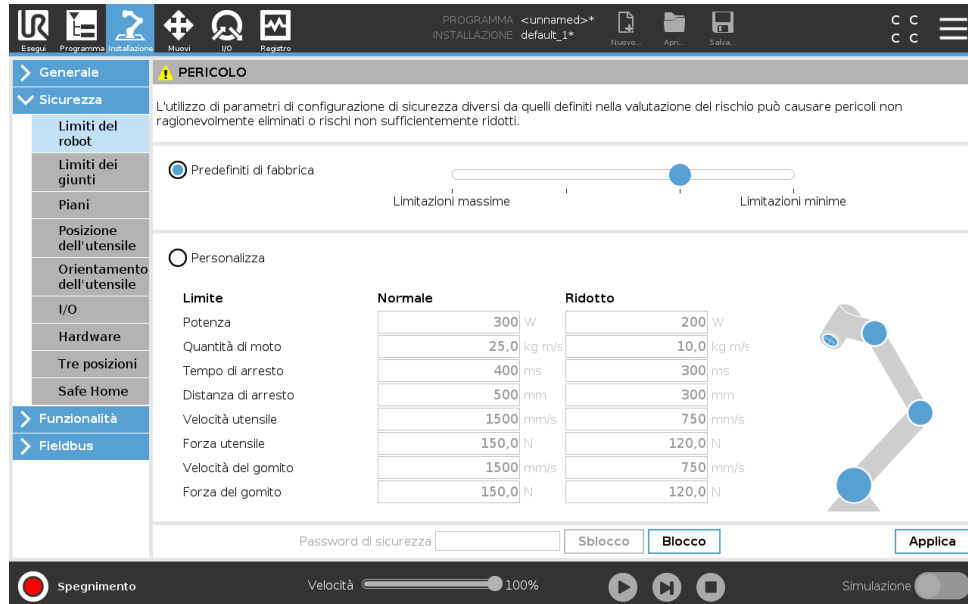 UR
PROGRAMMA <unnamed>*
INSTALLAZIONE default_1*
Esegui Programma Installazione Muovi I/O Registro
Nuovo... Apri... Salva...
C C
C C
Generale
Sicurezza
Limiti del
robot
Limiti dei
giunti
Piani
Posizione
dell'utensile
Orientamento
dell'utensile
I/O
Hardware
Tre posizioni
Safe Home
Funzionalità
Fieldbus
PERICOLO
L'utilizzo di parametri di configurazione di sicurezza diversi da quelli definiti nella valutazione del rischio può causare pericoli non
ragionevolmente eliminati o rischi non sufficientemente ridotti.
Predefiniti di fabbrica
Limitazioni massime Limitazioni minime
Personalizza
Limite Normale Ridotto
Potenza 300 W 200 W
Quantità di moto 25,0 kg m/s 10,0 kg m/s
Tempo di arresto 400 ms 300 ms
Distanza di arresto 500 mm 300 mm
Velocità utensile 1500 mm/s 750 mm/s
Forza utensile 150,0 N 120,0 N
Velocità del gomito 1500 mm/s 750 mm/s
Forza del gomito 150,0 N 120,0 N
Password di sicurezza Sblocco Blocco Applica
Spegnimento Velocità 100% Simulazione